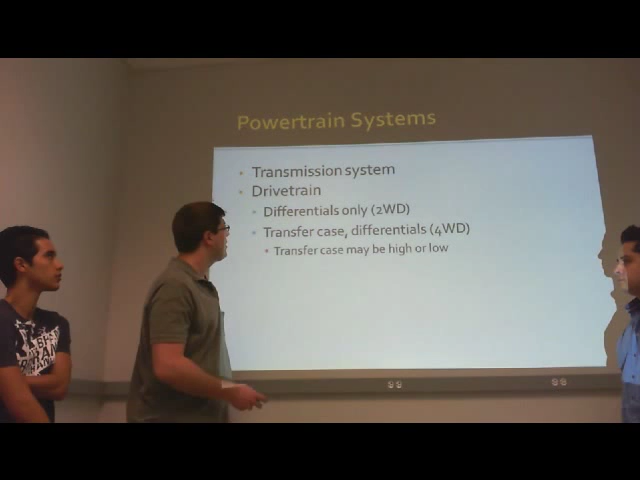 Powertrain Systems
Transmission system
Drivetrain
Differentials only (2WD)
Transfer case, differentials (4WD)
Transfer case may be high or low